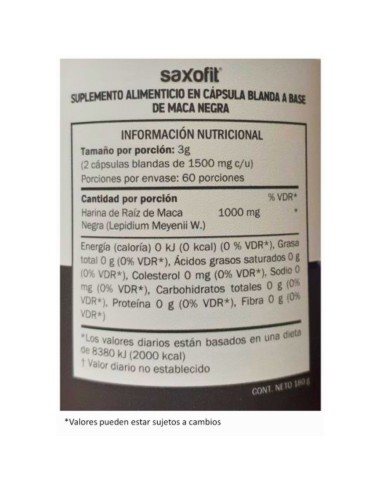 saxofit
SUPLEMENTO ALIMENTICIO EN CÁPSULA BLANDA A BASE
DE MACA NEGRA
INFORMACIÓN NUTRICIONAL
Tamaño por porción: 3g
(2 cápsulas blandas de 1500 mg c/u)
Porciones por envase: 60 porciones
Cantidad por porción % VDR*
Harina de Raíz de Maca 1000 mg *
Negra (Lepidium Meyenii W.)
Energía (caloría) 0 kJ (0 kcal) (0 % VDR*), Grasa
total 0 g (0% VDR*), Ácidos grasos saturados 0 g
(0% VDR*), Colesterol 0 mg (0% VDR*), Sodio 0
mg (0% VDR*), Carbohidratos totales 0 g (0%
VDR*), Proteína 0 g (0% VDR*), Fibra 0 g (0%
VDR*)
*Los valores diarios están basados en una dieta
de 8380 kJ (2000 kcal)
† Valor diario no establecido
CONT. NETO 180 g
*Valores pueden estar sujetos a cambios